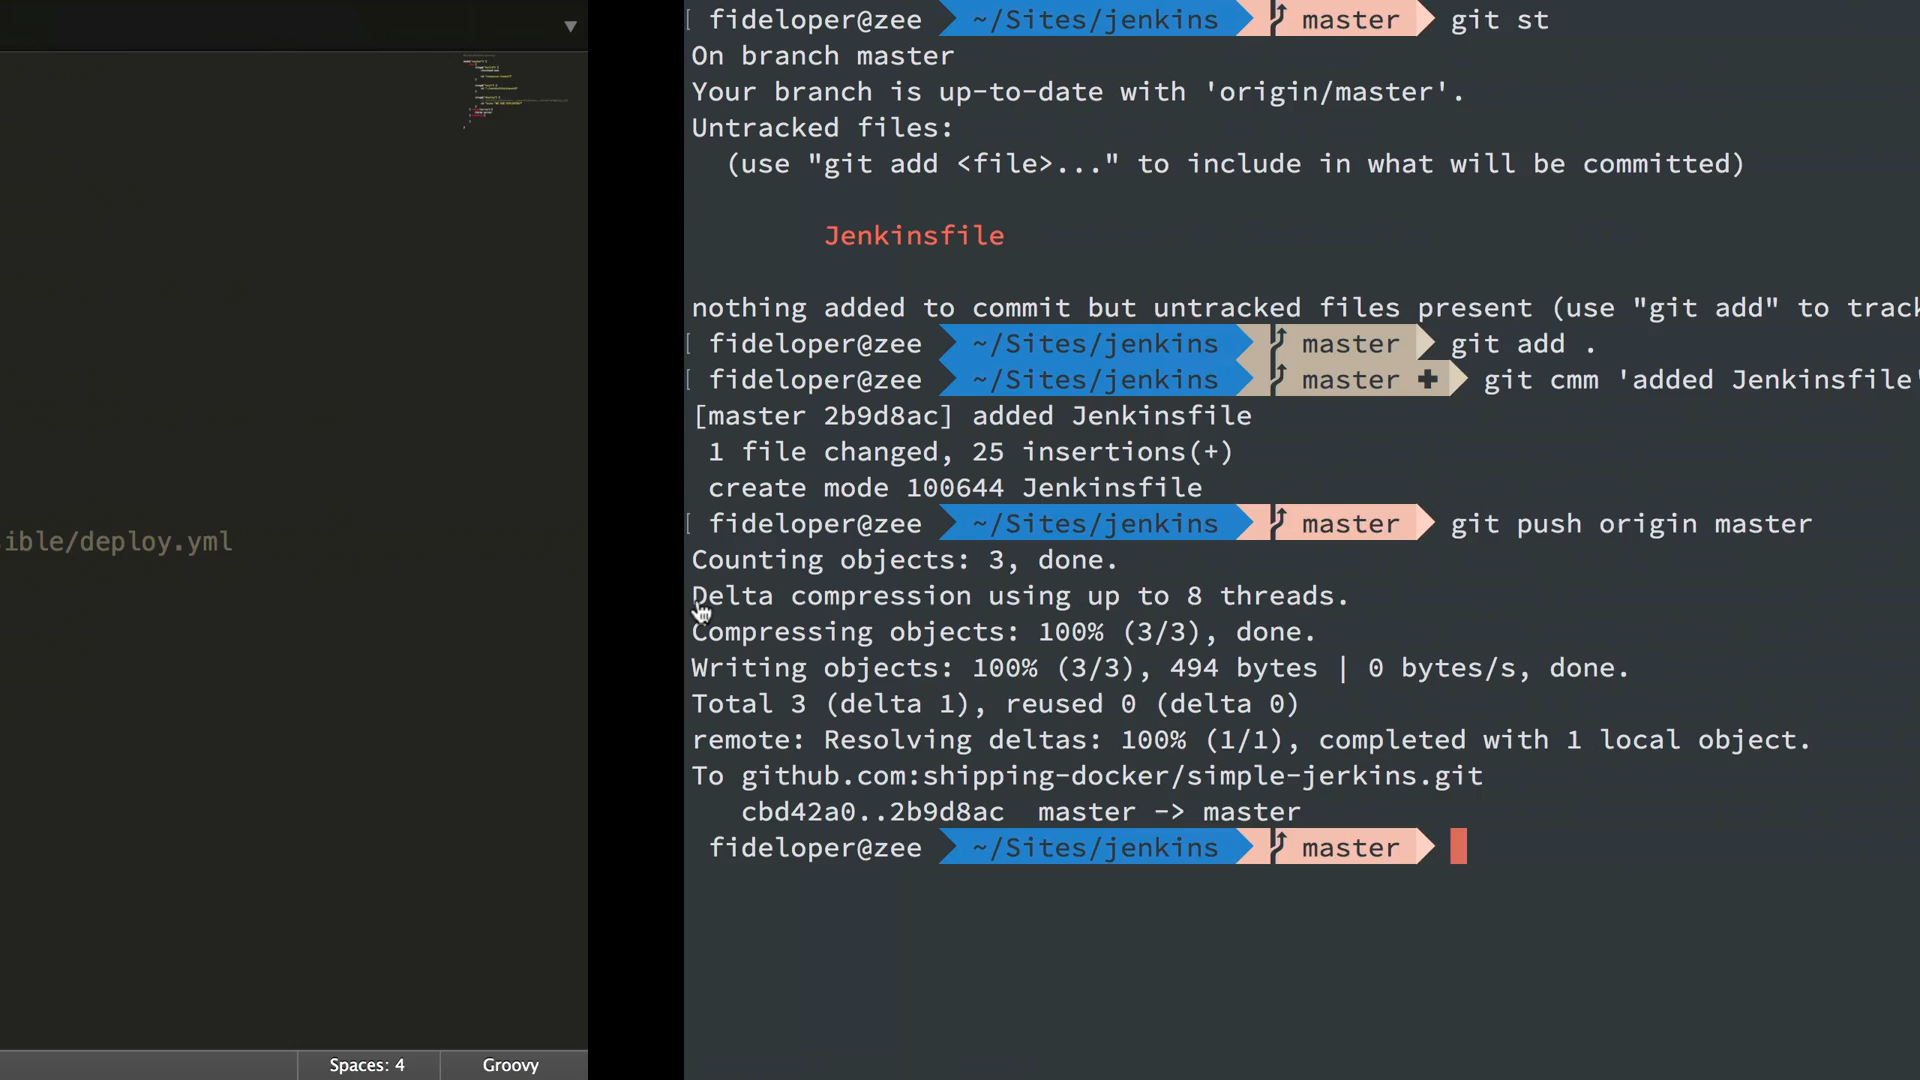 fideloper@zee ~/Sites/jenkins master git st
On branch master
Your branch is up-to-date with 'origin/master'.
Untracked files:
(use "git add <file>..." to include in what will be committed)
Jenkinsfile
nothing added to commit but untracked files present (use "git add" to track
fideloper@zee ~/Sites/jenkins master git add .
fideloper@zee ~/Sites/jenkins master ✚ git cmm 'added Jenkinsfile'
[master 2b9d8ac] added Jenkinsfile
1 file changed, 25 insertions(+)
create mode 100644 Jenkinsfile
fideloper@zee ~/Sites/jenkins master git push origin master
Counting objects: 3, done.
Delta compression using up to 8 threads.
Compressing objects: 100% (3/3), done.
Writing objects: 100% (3/3), 494 bytes | 0 bytes/s, done.
Total 3 (delta 1), reused 0 (delta 0)
remote: Resolving deltas: 100% (1/1), completed with 1 local object.
To github.com:shipping-docker/simple-jerkins.git
cbd42a0..2b9d8ac master -> master
fideloper@zee ~/Sites/jenkins master
ible/deploy.yml
Spaces: 4
Groovy